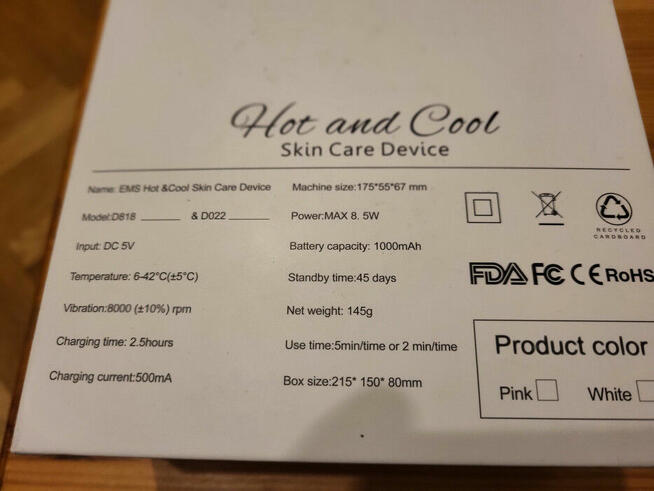 Hot and Cool
Skin Care Device
Name: EMS Hot &Cool Skin Care Device
Model:D818 ______ & D022 ______
Input: DC 5V
Temperature: 6-42°C(±5°C)
Vibration:8000 (±10%) rpm
Charging time: 2.5hours
Charging current:500mA
Machine size:175*55*67 mm
Power:MAX 8. 5W
Battery capacity: 1000mAh
Standby time:45 days
Net weight: 145g
Use time:5min/time or 2 min/time
Box size:215* 150* 80mm
RECYCLED
CARDBOARD
FDA FC CE RoHS
Product color
Pink White